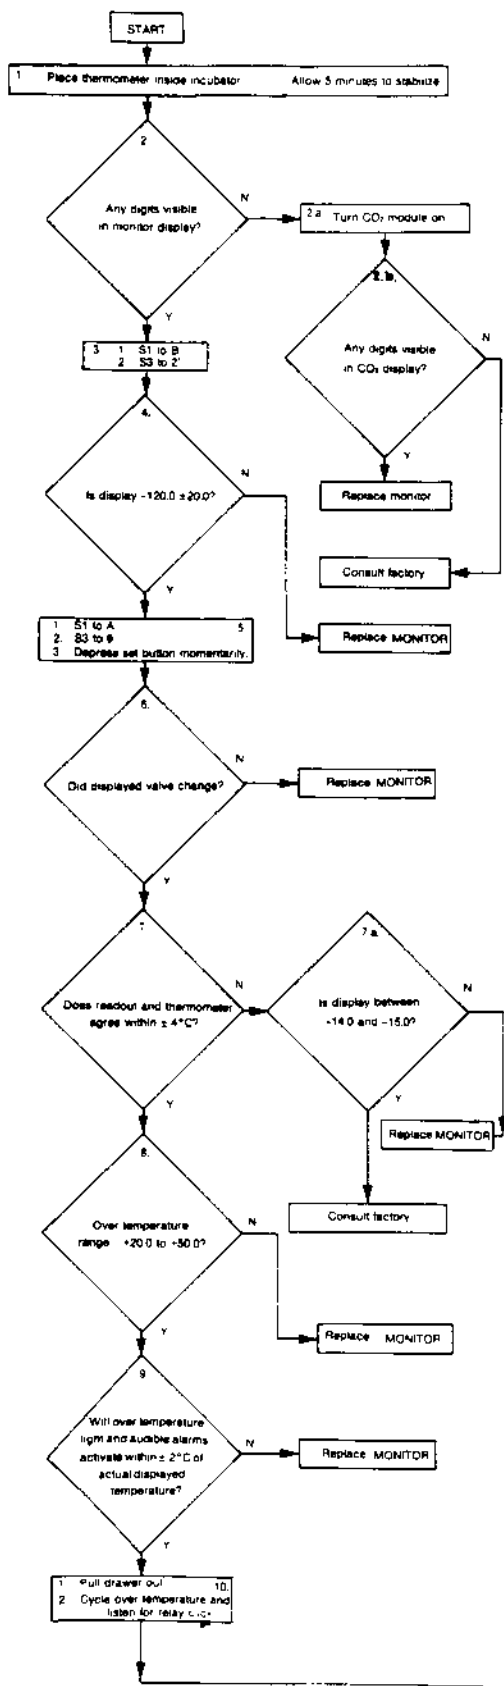 START
1 Place thermometer inside incubator Allow 5 minutes to stabilize
2
Any digits visible
in monitor display?
N
2.a Turn CO₂ module on
2.b.
Any digits visible
in CO₂ display?
N
Y
Y
3. 1 S1 to B
2 S3 to 2
4.
Is display -120.0 ±20.0?
N
Replace monitor
Y
Consult factory
1 S1 to A 5
2. S3 to
3 Depress set button momentarily.
Replace MONITOR
6.
Did displayed valve change?
N
Replace MONITOR
Y
7.
Does readout and thermometer
agree within ± 4°C?
N
7.a.
Is display between
-14.0 and -15.0?
N
Y
Y
Replace MONITOR
8.
Consult factory
Over temperature
range +20.0 to +50.0?
N
Replace MONITOR
Y
9
Will over temperature
light and audible alarms
activate within ± 2°C of
actual displayed
temperature?
N
Replace MONITOR
Y
1 Pull drawer out 10.
2 Cycle over temperature and
listen for relay click